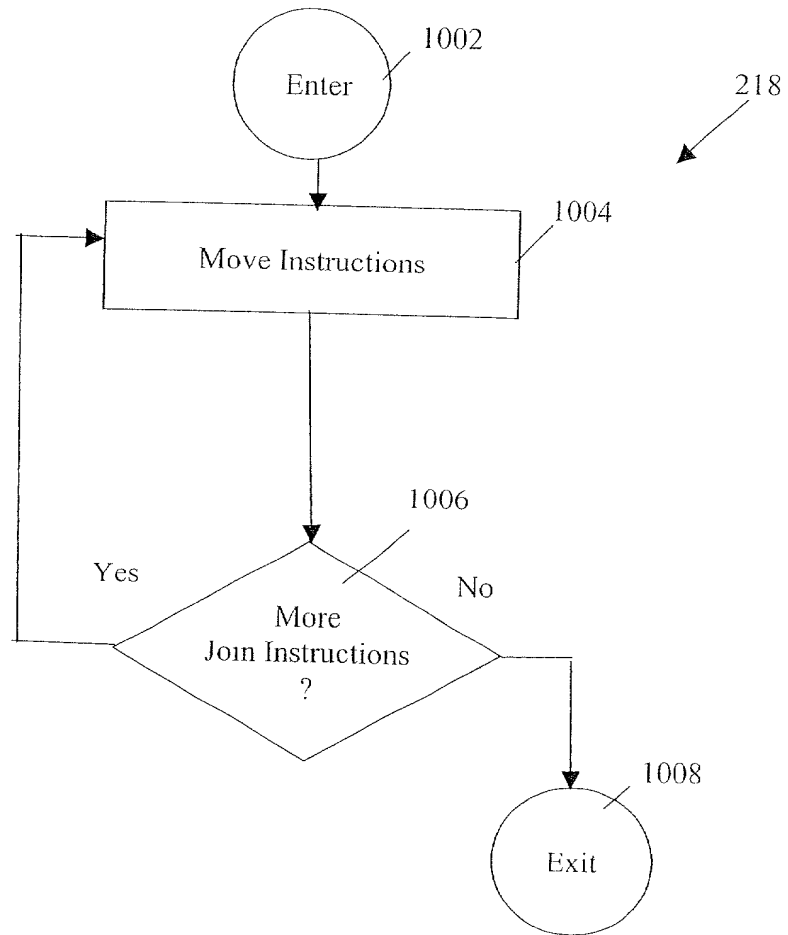 1002
Enter
218
1004
Move Instructions
1006
Yes
No
More
Join Instructions
?
1008
Exit